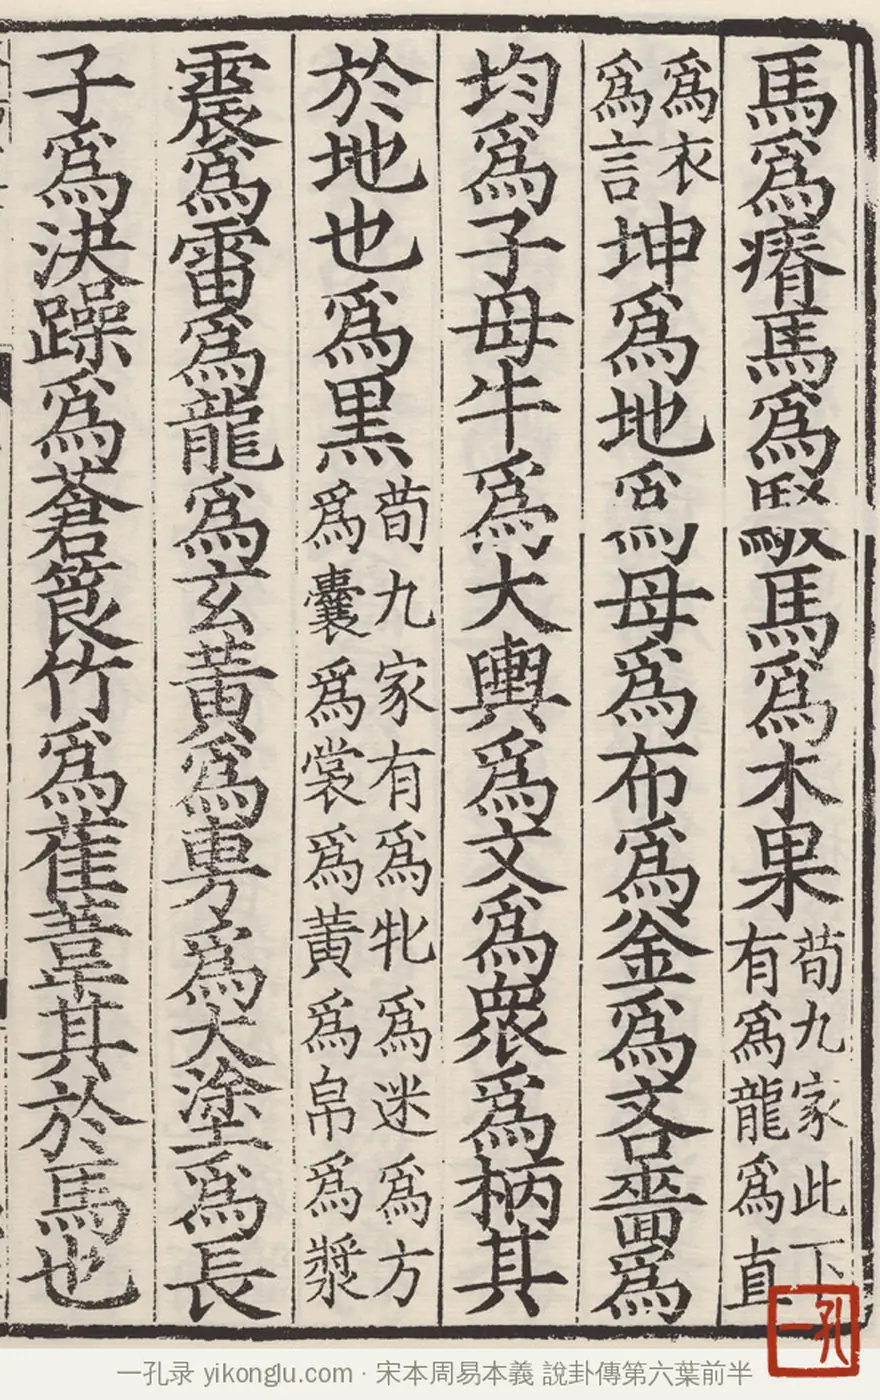 馬爲瘠馬爲駁馬爲木果荀九家此下有爲龍爲直
爲衣爲言坤爲地爲母爲布爲釜爲吝嗇爲
均爲子母牛爲大輿爲文爲衆爲柄其
於地也爲黒荀九家有爲牝爲迷爲方爲囊爲裳爲黃爲帛爲漿
震爲雷爲龍爲玄黃爲旉爲大塗爲長
子爲決躁爲蒼筤竹爲萑葦其於馬也
一孔
一孔录 yikonglu.com · 宋本周易本義 說卦傳第六葉前半